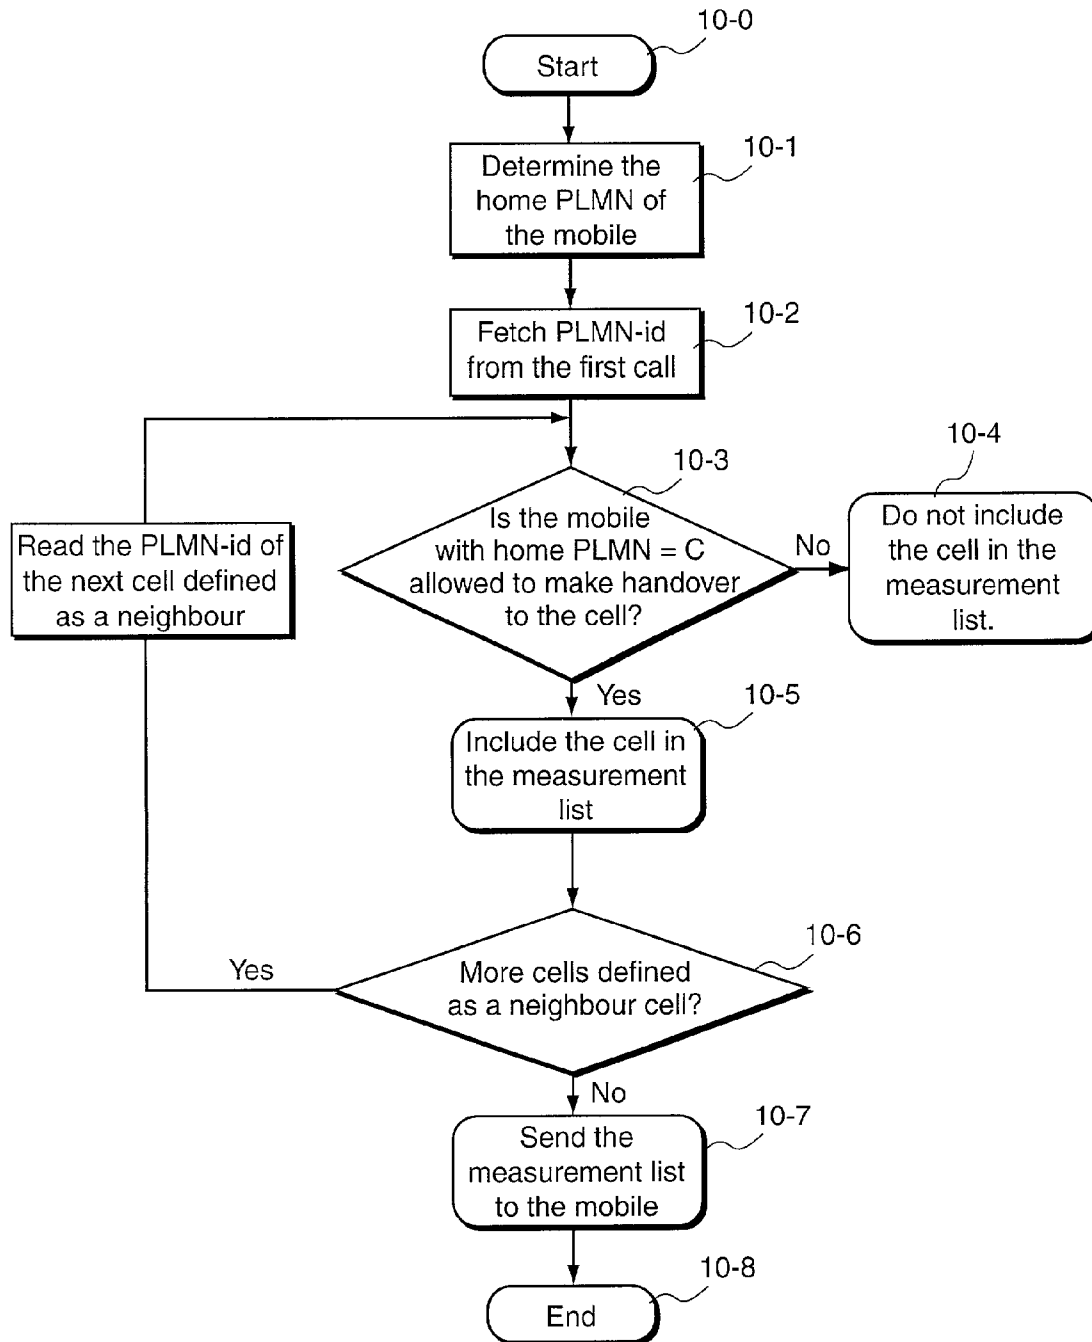 10-0
Start
10-1
Determine the
home PLMN of
the mobile
10-2
Fetch PLMN-id
from the first call
10-3
Is the mobile
with home PLMN = C
allowed to make handover
to the cell?
No
10-4
Do not include
the cell in the
measurement
list.
Read the PLMN-id of
the next cell defined
as a neighbour
Yes
10-5
Include the cell in
the measurement
list
10-6
More cells defined
as a neighbour cell?
Yes
No
10-7
Send the
measurement list
to the mobile
10-8
End